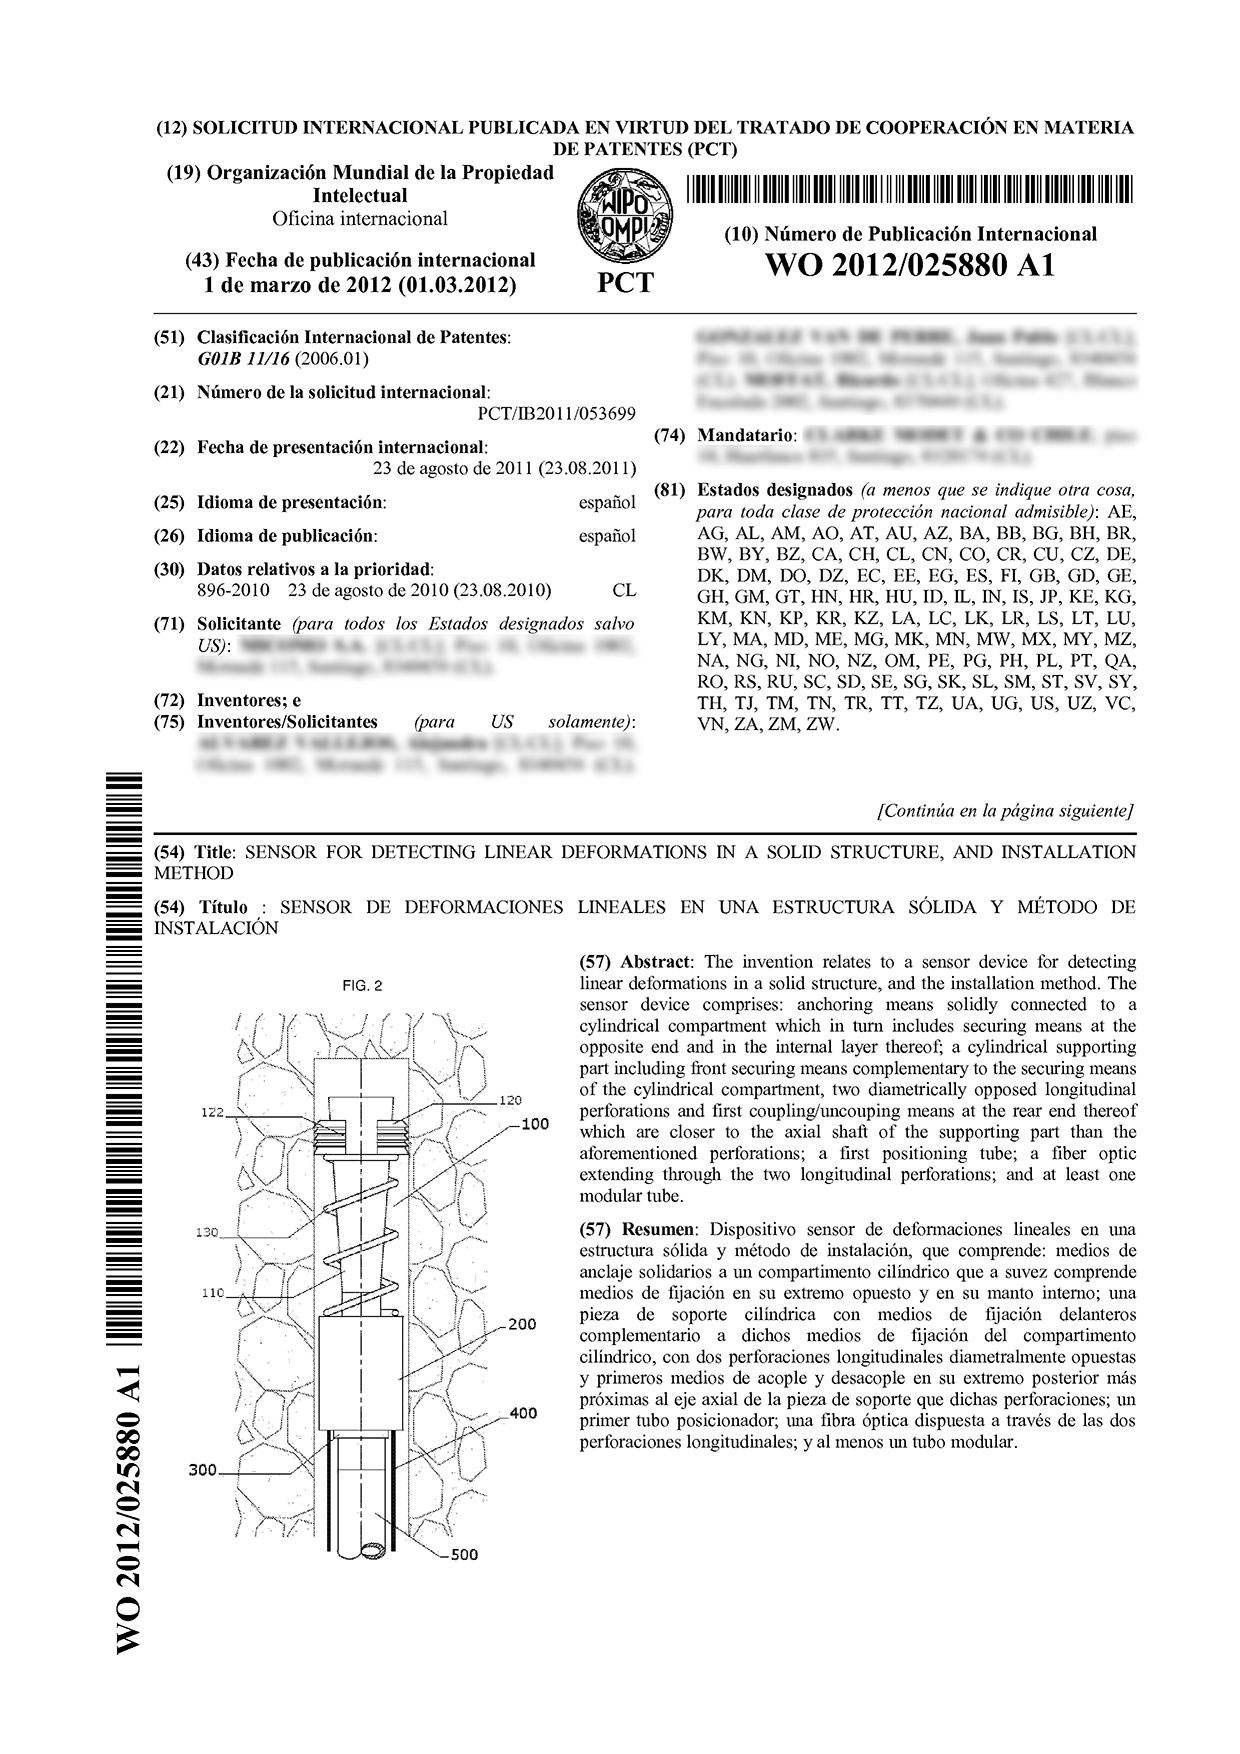 (12) SOLICITUD INTERNACIONAL PUBLICADA EN VIRTUD DEL TRATADO DE COOPERACIÓN EN MATERIA
DE PATENTES (PCT)
(19) Organización Mundial de la Propiedad
Intelectual
Oficina internacional
(43) Fecha de publicación internacional
1 de marzo de 2012 (01.03.2012)
WIPO
OMPI
PCT
(10) Número de Publicación Internacional
WO 2012/025880 A1
(51) Clasificación Internacional de Patentes:
G01B 11/16 (2006.01)
(21) Número de la solicitud internacional:
PCT/IB2011/053699
(22) Fecha de presentación internacional:
23 de agosto de 2011 (23.08.2011)
(25) Idioma de presentación: español
(26) Idioma de publicación: español
(30) Datos relativos a la prioridad:
896-2010 23 de agosto de 2010 (23.08.2010) CL
(71) Solicitante (para todos los Estados designados salvo
US):
(72) Inventores; e
(75) Inventores/Solicitantes (para US solamente):
(74) Mandatario:
(81) Estados designados (a menos que se indique otra cosa,
para toda clase de protección nacional admisible): AE,
AG, AL, AM, AO, AT, AU, AZ, BA, BB, BG, BH, BR,
BW, BY, BZ, CA, CH, CL, CN, CO, CR, CU, CZ, DE,
DK, DM, DO, DZ, EC, EE, EG, ES, FI, GB, GD, GE,
GH, GM, GT, HN, HR, HU, ID, IL, IN, IS, JP, KE, KG,
KM, KN, KP, KR, KZ, LA, LC, LK, LR, LS, LT, LU,
LY, MA, MD, ME, MG, MK, MN, MW, MX, MY, MZ,
NA, NG, NI, NO, NZ, OM, PE, PG, PH, PL, PT, QA,
RO, RS, RU, SC, SD, SE, SG, SK, SL, SM, ST, SV, SY,
TH, TJ, TM, TN, TR, TT, TZ, UA, UG, US, UZ, VC,
VN, ZA, ZM, ZW.
[Continúa en la página siguiente]
(54) Title: SENSOR FOR DETECTING LINEAR DEFORMATIONS IN A SOLID STRUCTURE, AND INSTALLATION
METHOD
(54) Título : SENSOR DE DEFORMACIONES LINEALES EN UNA ESTRUCTURA SÓLIDA Y MÉTODO DE
INSTALACIÓN
FIG. 2
122
120
100
130
110
200
400
300
500
(57) Abstract: The invention relates to a sensor device for detecting
linear deformations in a solid structure, and the installation method. The
sensor device comprises: anchoring means solidly connected to a
cylindrical compartment which in turn includes securing means at the
opposite end and in the internal layer thereof; a cylindrical supporting
part including front securing means complementary to the securing means
of the cylindrical compartment, two diametrically opposed longitudinal
perforations and first coupling/uncouping means at the rear end thereof
which are closer to the axial shaft of the supporting part than the
aforementioned perforations; a first positioning tube; a fiber optic
extending through the two longitudinal perforations; and at least one
modular tube.
(57) Resumen: Dispositivo sensor de deformaciones lineales en una
estructura sólida y método de instalación, que comprende: medios de
anclaje solidarios a un compartimento cilíndrico que a suvez comprende
medios de fijación en su extremo opuesto y en su manto interno; una
pieza de soporte cilíndrica con medios de fijación delanteros
complementario a dichos medios de fijación del compartimento
cilíndrico, con dos perforaciones longitudinales diametralmente opuestas
y primeros medios de acople y desacople en su extremo posterior más
próximas al eje axial de la pieza de soporte que dichas perforaciones; un
primer tubo posicionador; una fibra óptica dispuesta a través de las dos
perforaciones longitudinales; y al menos un tubo modular.
WO 2012/025880 A1